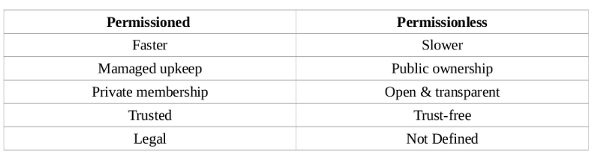 Permissioned Permissionless
Faster Slower
Mamaged upkeep Public ownership
Private membership Open & transparent
Trusted Trust-free
Legal Not Defined